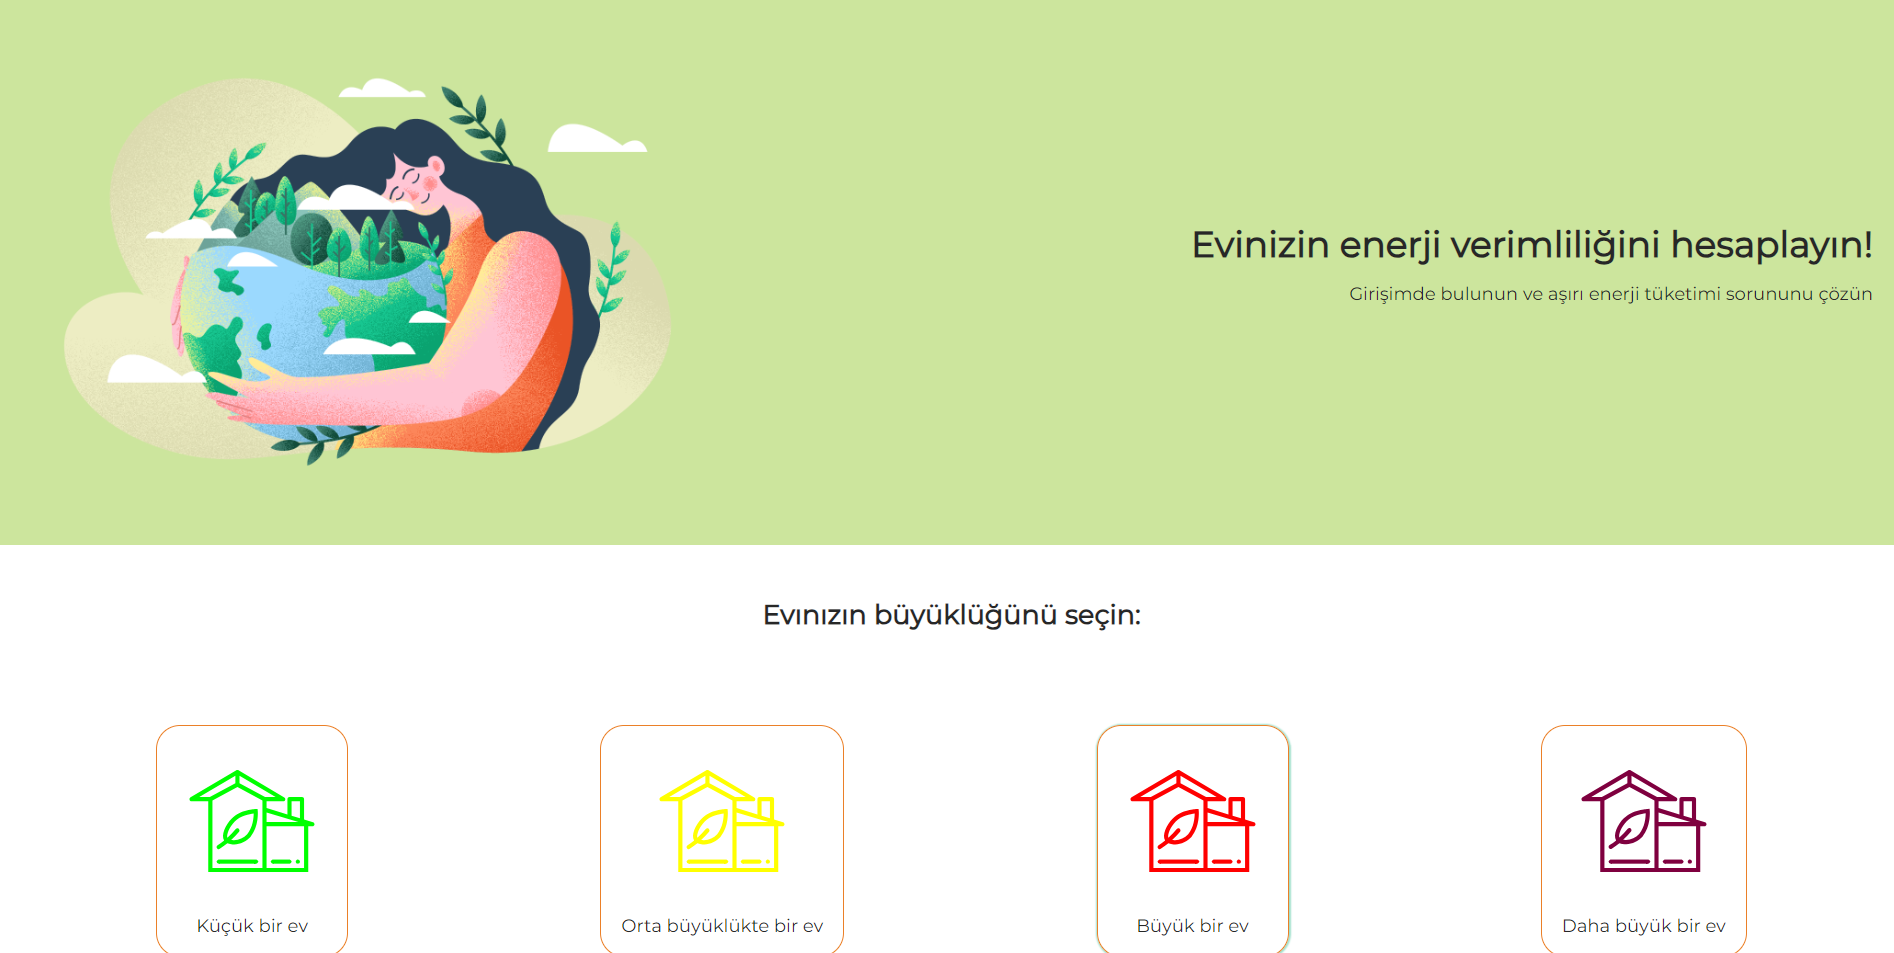 Evinizin enerji verimliliğini hesaplayın!
Girişimde bulunun ve aşırı enerji tüketimi sorununu çözün
Evınızın büyüklüğünü seçin:
Küçük bir ev
Orta büyüklükte bir ev
Büyük bir ev
Daha büyük bir ev